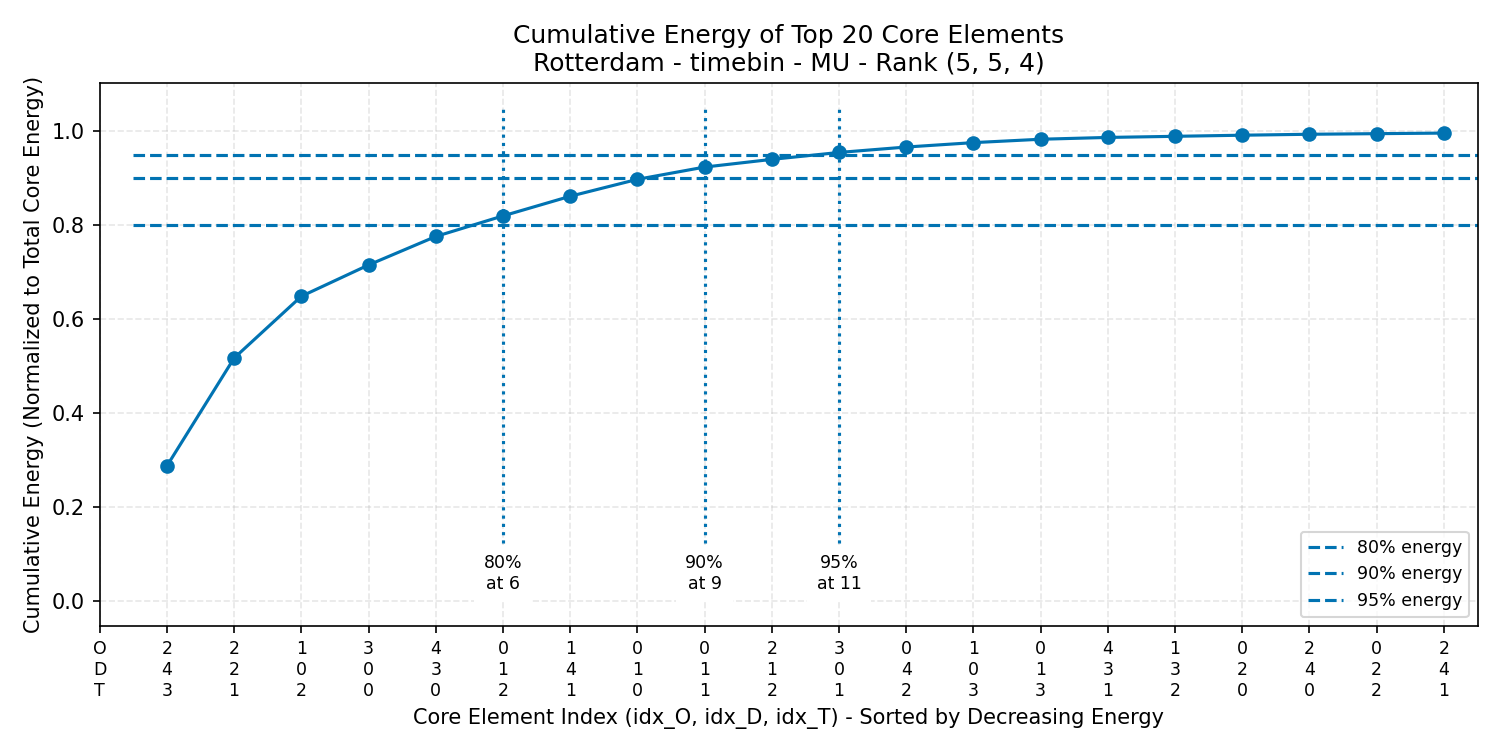 Cumulative Energy of Top 20 Core Elements
Rotterdam - timebin - MU - Rank (5, 5, 4)
Cumulative Energy (Normalized to Total Core Energy)
1.0
0.8
0.6
0.4
0.2
0.0
80%
at 6
90%
at 9
95%
at 11
80% energy
90% energy
95% energy
O 2 2 1 3 4 0 1 0 0 2 3 0 1 0 4 1 0 2 0 2
D 4 2 0 0 3 1 4 1 1 1 0 4 0 1 3 3 2 4 2 4
T 3 1 2 0 0 2 1 0 1 2 1 2 3 3 1 2 0 0 2 1
Core Element Index (idx_O, idx_D, idx_T) - Sorted by Decreasing Energy